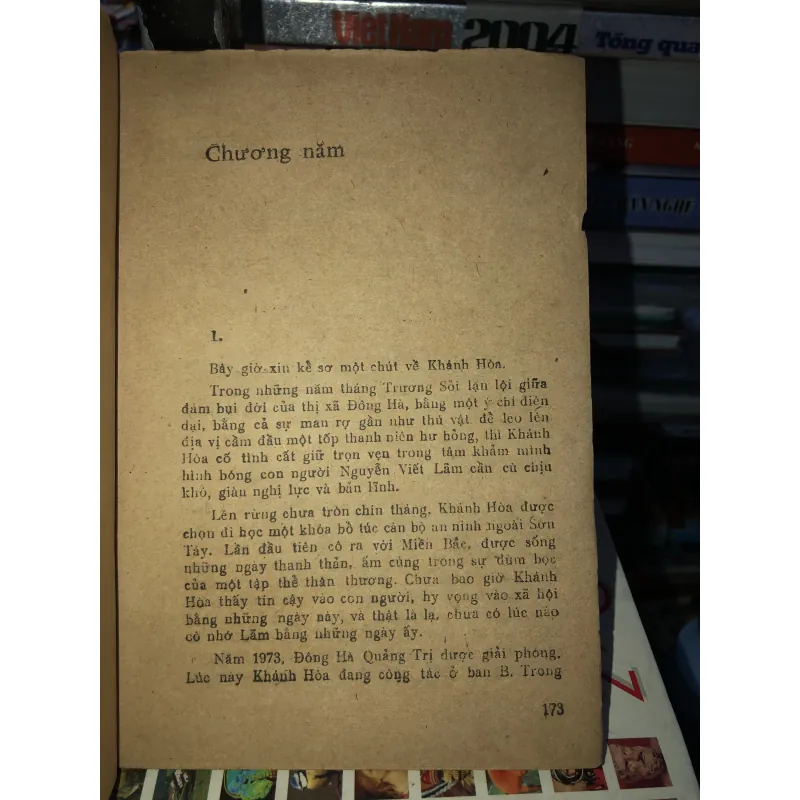 Việt Nam 2004 Tổng qua
Chương năm
1.
Bây giờ xin kể sơ một chút về Khánh Hòa.
Trong những năm tháng Trương Sỏi lặn lội giữa
đám bụi đời của thị xã Đông Hà, bằng một ý chí điên
dại, bằng cả sự man rợ gần như thú vật để leo lên
địa vị cầm đầu một tốp thanh niên hư hỏng, thì Khánh
Hòa cố tình cất giữ trọn vẹn trong tâm khảm mình
hình bóng con người Nguyễn Viết Lãm cần cù chịu
khó, giàn nghị lực và bản lĩnh.
Lên rừng chưa tròn chín tháng, Khánh Hòa được
chọn đi học một khóa bổ túc cán bộ an ninh ngoài Sơn
Tây. Lần đầu tiên cô ra với Miền Bắc, được sống
những ngày thanh thản, ấm cúng trong sự đùm bọc
của một tập thể thân thương. Chưa bao giờ Khánh
Hòa thấy tin cậy vào con người, hy vọng vào xã hội
bằng những ngày này, và thật là lạ, chưa có lúc nào
cô nhớ Lãm bằng những ngày ấy.
Năm 1973, Đông Hà Quảng Trị được giải phóng.
Lúc này Khánh Hòa đang công tác ở ban B. Trong
173